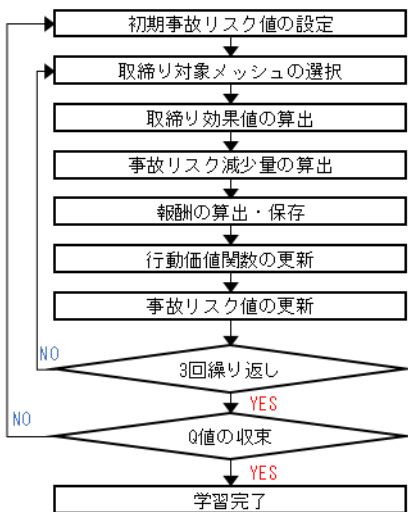 初期事故リスク値の設定
取締り対象メッシュの選択
取締り効果値の算出
事故リスク減少量の算出
報酬の算出・保存
行動価値関数の更新
事故リスク値の更新
NO
3回繰り返し
YES
NO
Q値の収束
YES
学習完了